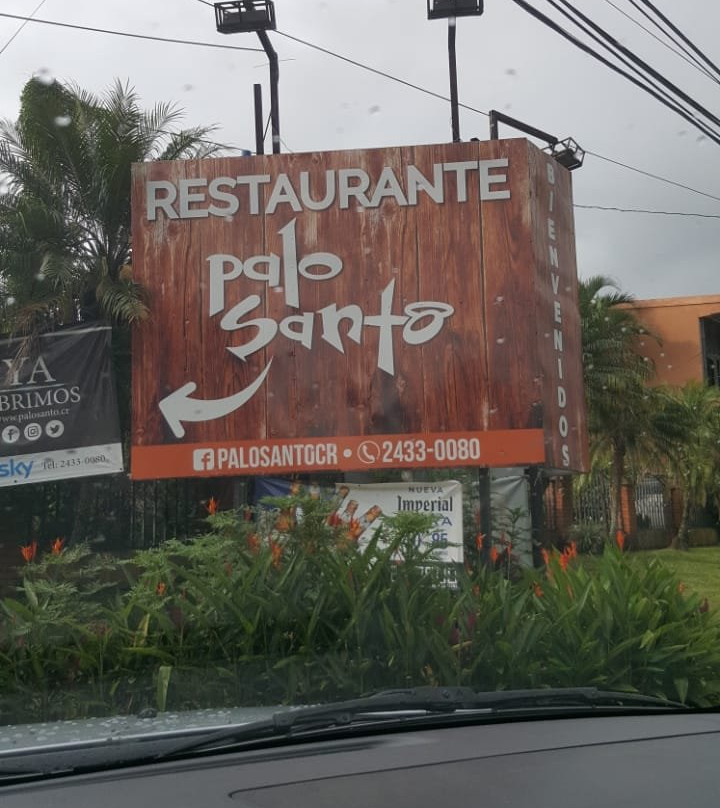 RESTAURANTE
palo
santo
PALOSANTOCR • 2433-0080
BIENVENIDOS
YA
BRIMOS
www.palosanto.cr
sky Tel: 2433-0080
NUEVA
Imperial